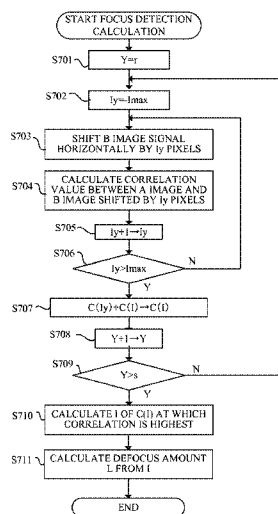 START FOCUS DETECTION
CALCULATION
S701
Y=r
S702
Iy=-Imax
S703
SHIFT B IMAGE SIGNAL
HORIZONTALLY BY Iy PIXELS
S704
CALCULATE CORRELATION
VALUE BETWEEN A IMAGE AND
B IMAGE SHIFTED BY Iy PIXELS
S705
Iy+1→Iy
S706
Iy>Imax
N
Y
S707
C(Iy)+C(I)→C(I)
S708
Y+1→Y
S709
Y>s
N
Y
S710
CALCULATE I OF C(I) AT WHICH
CORRELATION IS HIGHEST
S711
CALCULATE DEFOCUS AMOUNT
L FROM I
END